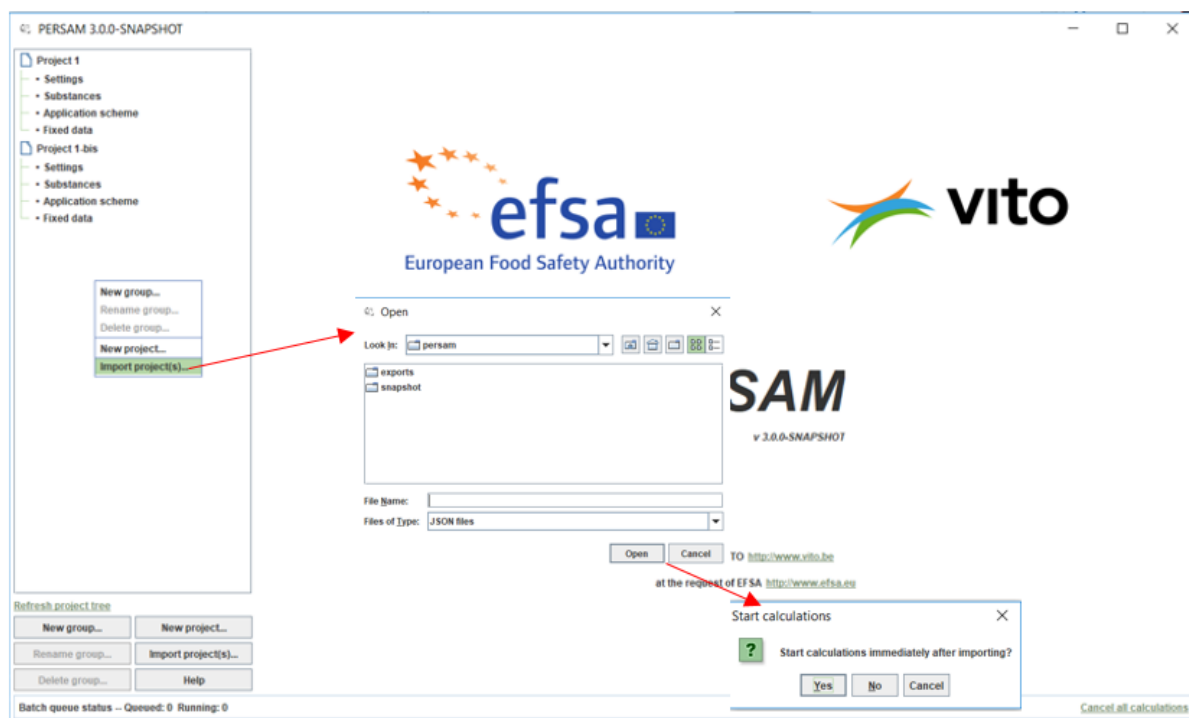 PERSAM 3.0.0-SNAPSHOT
Project 1
Settings
Substances
Application scheme
Fixed data
Project 1-bis
Settings
Substances
Application scheme
Fixed data
efsa
European Food Safety Authority
vito
New group...
Rename group...
Delete group...
New project...
Import project(s)...
Open
Look In: persam
exports
snapshot
File Name:
Files of Type: JSON files
Open Cancel
SAM
v 3.0.0-SNAPSHOT
TO http://www.vito.be
at the request of EFSA http://www.efsa.eu
Start calculations
? Start calculations immediately after importing?
Yes No Cancel
Refresh project tree
New group... New project...
Rename group... Import project(s)...
Delete group... Help
Batch queue status -- Queued: 0 Running: 0
Cancel all calculations